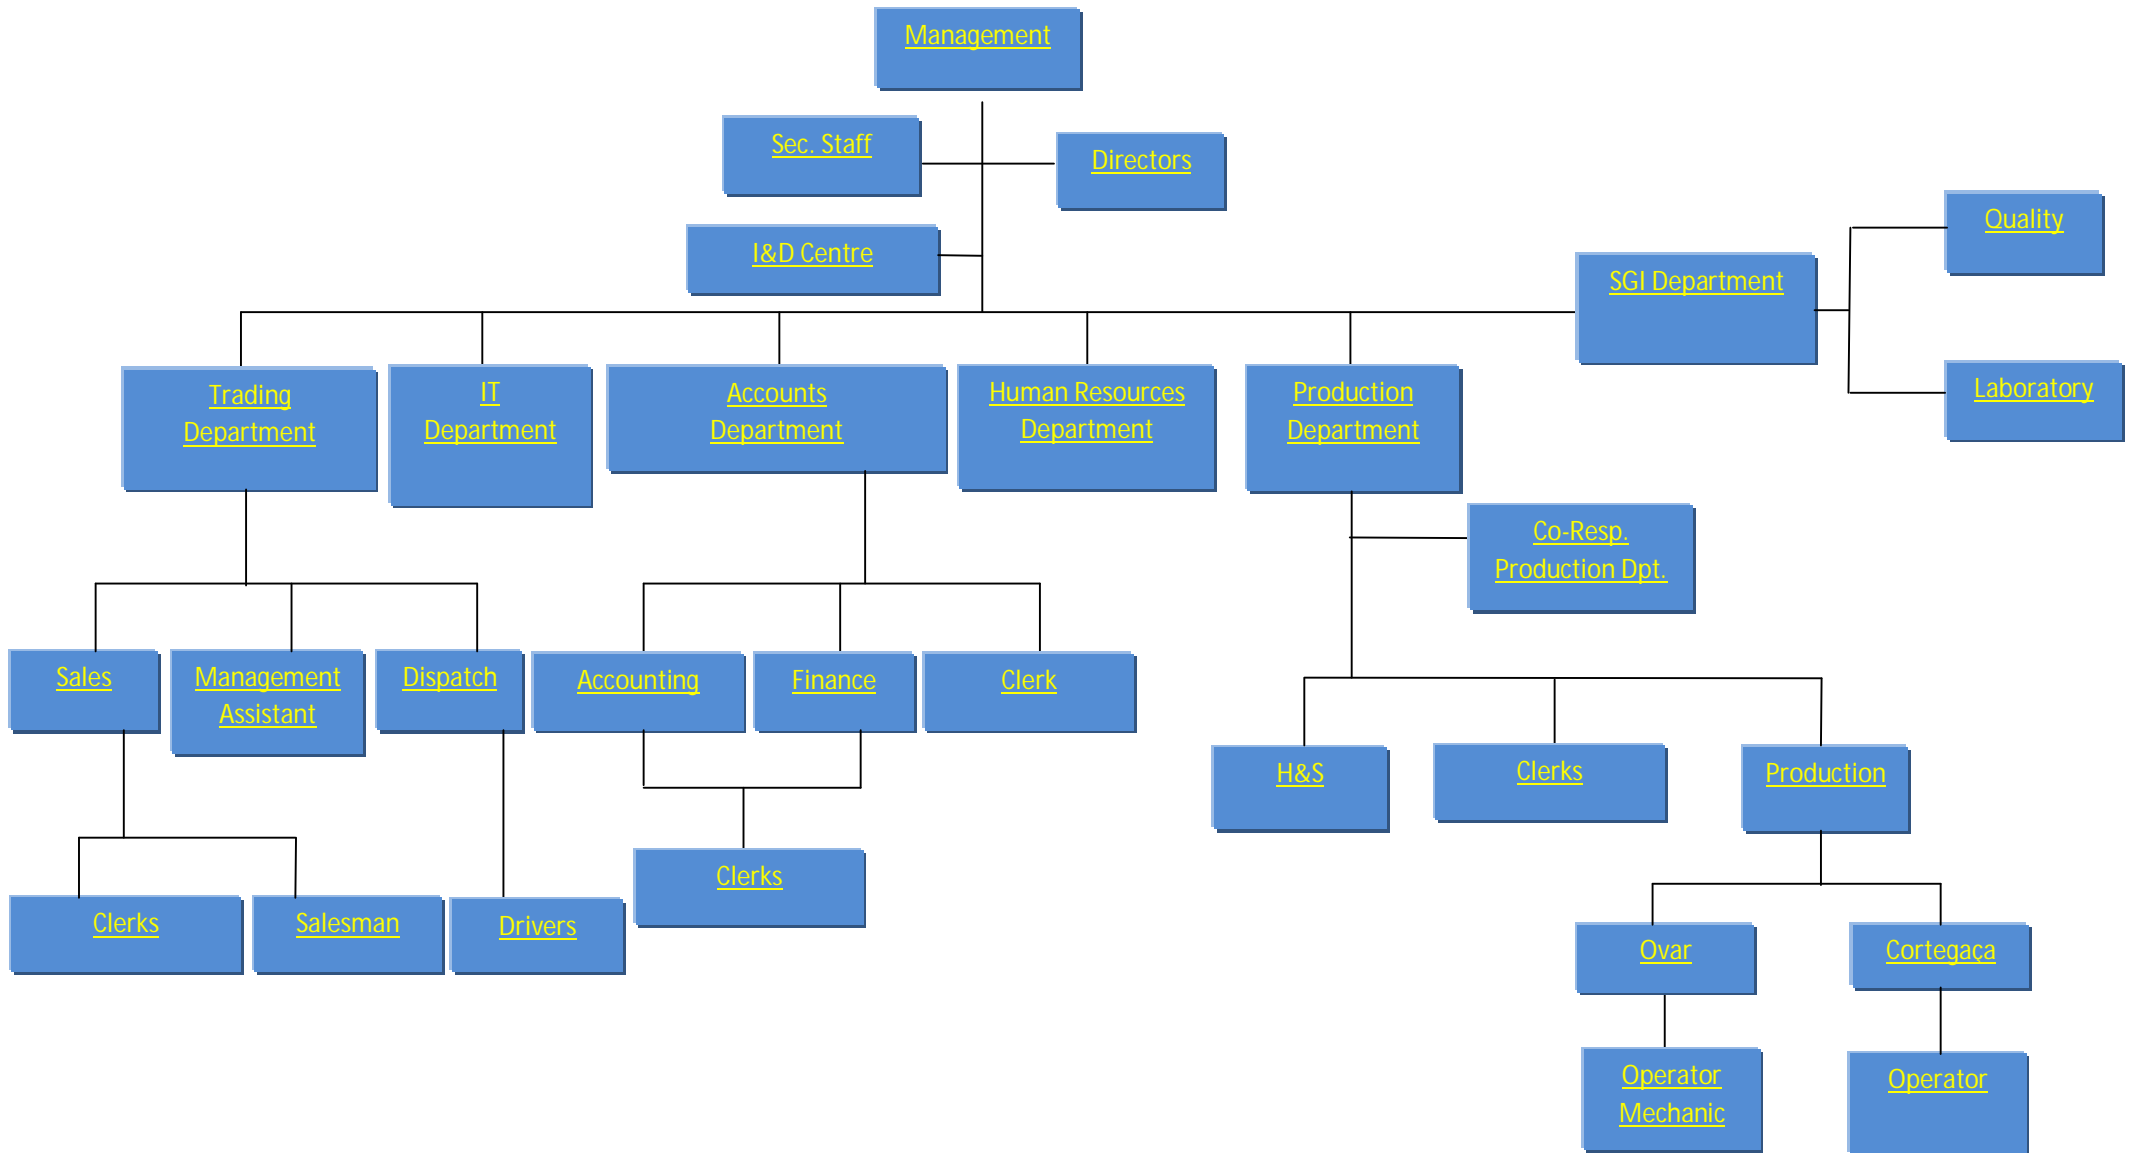 Management
Sec. Staff
Directors
I&D Centre
Quality
SGI Department
Laboratory
Trading
Department
IT
Department
Accounts
Department
Human Resources
Department
Production
Department
Co-Resp.
Production Dpt.
Sales
Management
Assistant
Dispatch
Accounting
Finance
Clerk
H&S
Clerks
Production
Clerks
Salesman
Drivers
Clerks
Ovar
Cortegaça
Operator
Mechanic
Operator